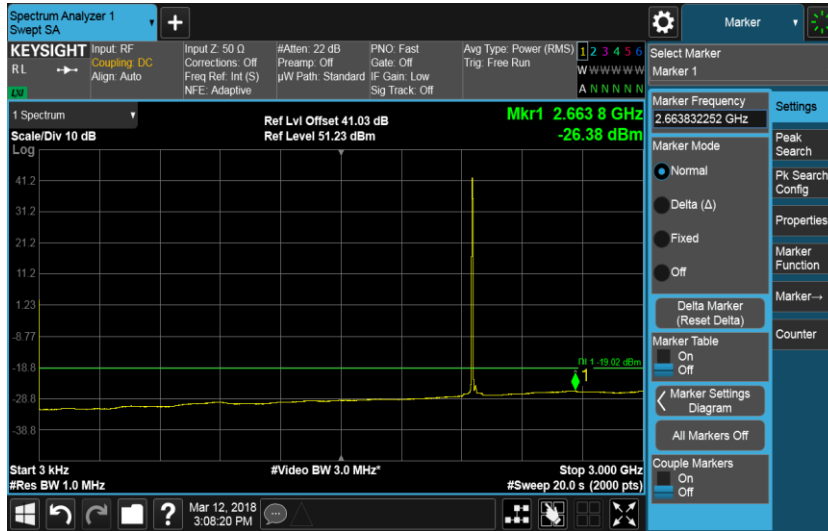 Spectrum Analyzer 1
Swept SA
Marker
KEYSIGHT
RL
LXI
Input: RF
Coupling: DC
Align: Auto
Input Z: 50 Ω
Corrections: Off
Freq Ref: Int (S)
NFE: Adaptive
#Atten: 22 dB
Preamp: Off
µW Path: Standard
PNO: Fast
Gate: Off
IF Gain: Low
Sig Track: Off
Avg Type: Power (RMS)
Trig: Free Run
1 2 3 4 5 6
W W W W W W
A N N N N N
Select Marker
Marker 1
1 Spectrum
Scale/Div 10 dB
Log
Ref Lvl Offset 41.03 dB
Ref Level 51.23 dBm
Mkr1 2.663 8 GHz
-26.38 dBm
41.2
31.2
21.2
11.2
1.23
-8.77
-18.8
-28.8
-38.8
DL1 -19.02 dBm
1
Start 3 kHz
#Res BW 1.0 MHz
#Video BW 3.0 MHz*
Stop 3.000 GHz
#Sweep 20.0 s (2000 pts)
Marker Frequency
2.663832252 GHz
Marker Mode
Normal
Delta (Δ)
Fixed
Off
Delta Marker
(Reset Delta)
Marker Table
On
Off
Marker Settings
Diagram
All Markers Off
Couple Markers
On
Off
Settings
Peak
Search
Pk Search
Config
Properties
Marker
Function
Marker→
Counter
?
Mar 12, 2018
3:08:20 PM